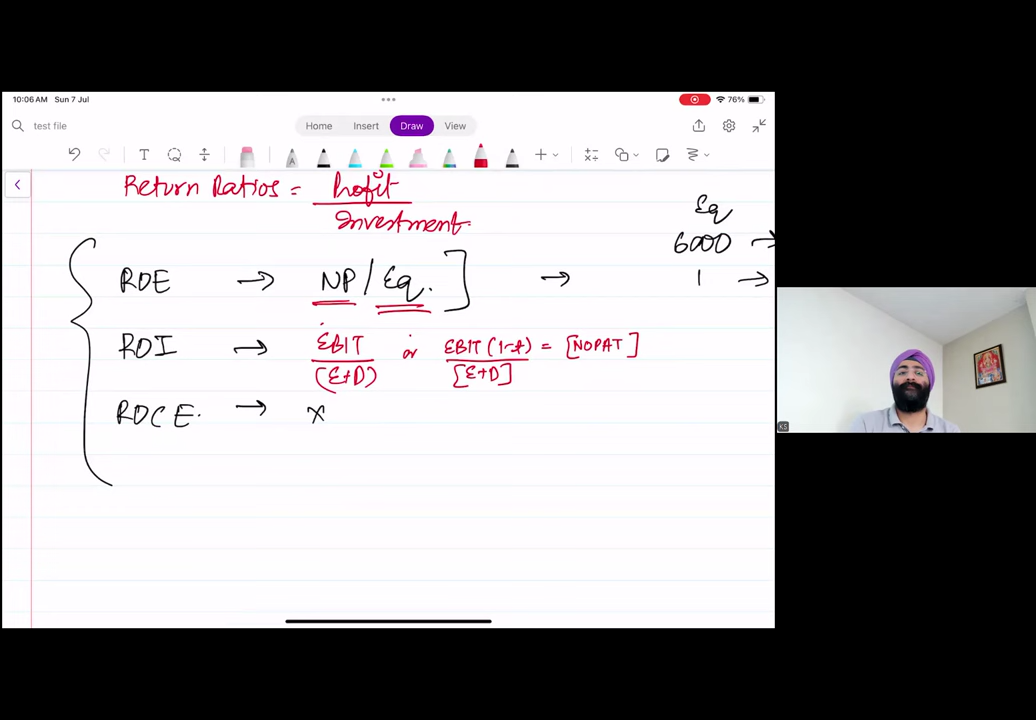 10:06 AM Sun 7 Jul
76%
test file
Home Insert Draw View
Return Ratios = Profit
Investment
Eq
6000 →
1 →
ROE → NP / Eq. ] →
ROI → EBIT or EBIT (1-t) = [NOPAT]
(E+D) [E+D]
ROCE. → x
KS